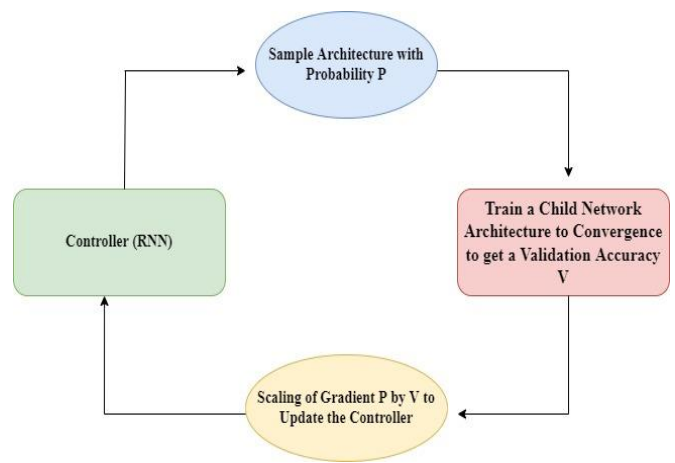 Sample Architecture with
Probability P
Controller (RNN)
Train a Child Network
Architecture to Convergence
to get a Validation Accuracy
V
Scaling of Gradient P by V to
Update the Controller